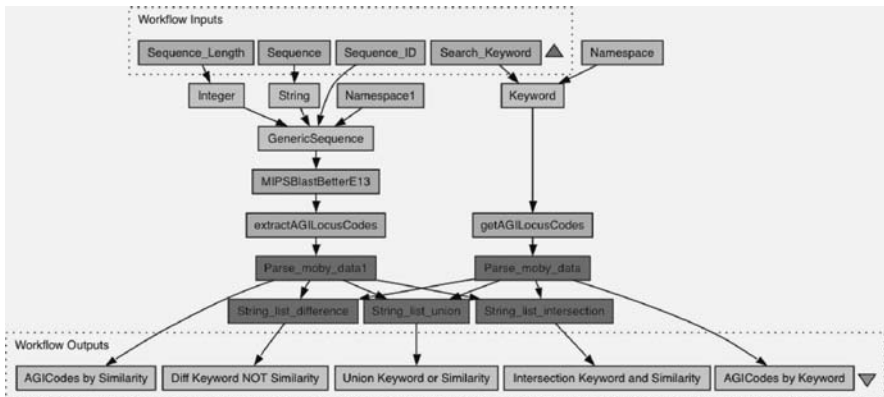 Workflow Inputs
Sequence_Length Sequence Sequence_ID Search_Keyword Namespace
Integer String Namespace1 Keyword
GenericSequence
MIPSBlastBetterE13
extractAGILocusCodes getAGILocusCodes
Parse_moby_data1 Parse_moby_data
String_list_difference String_list_union String_list_intersection
Workflow Outputs
AGICodes by Similarity Diff Keyword NOT Similarity Union Keyword or Similarity Intersection Keyword and Similarity AGICodes by Keyword